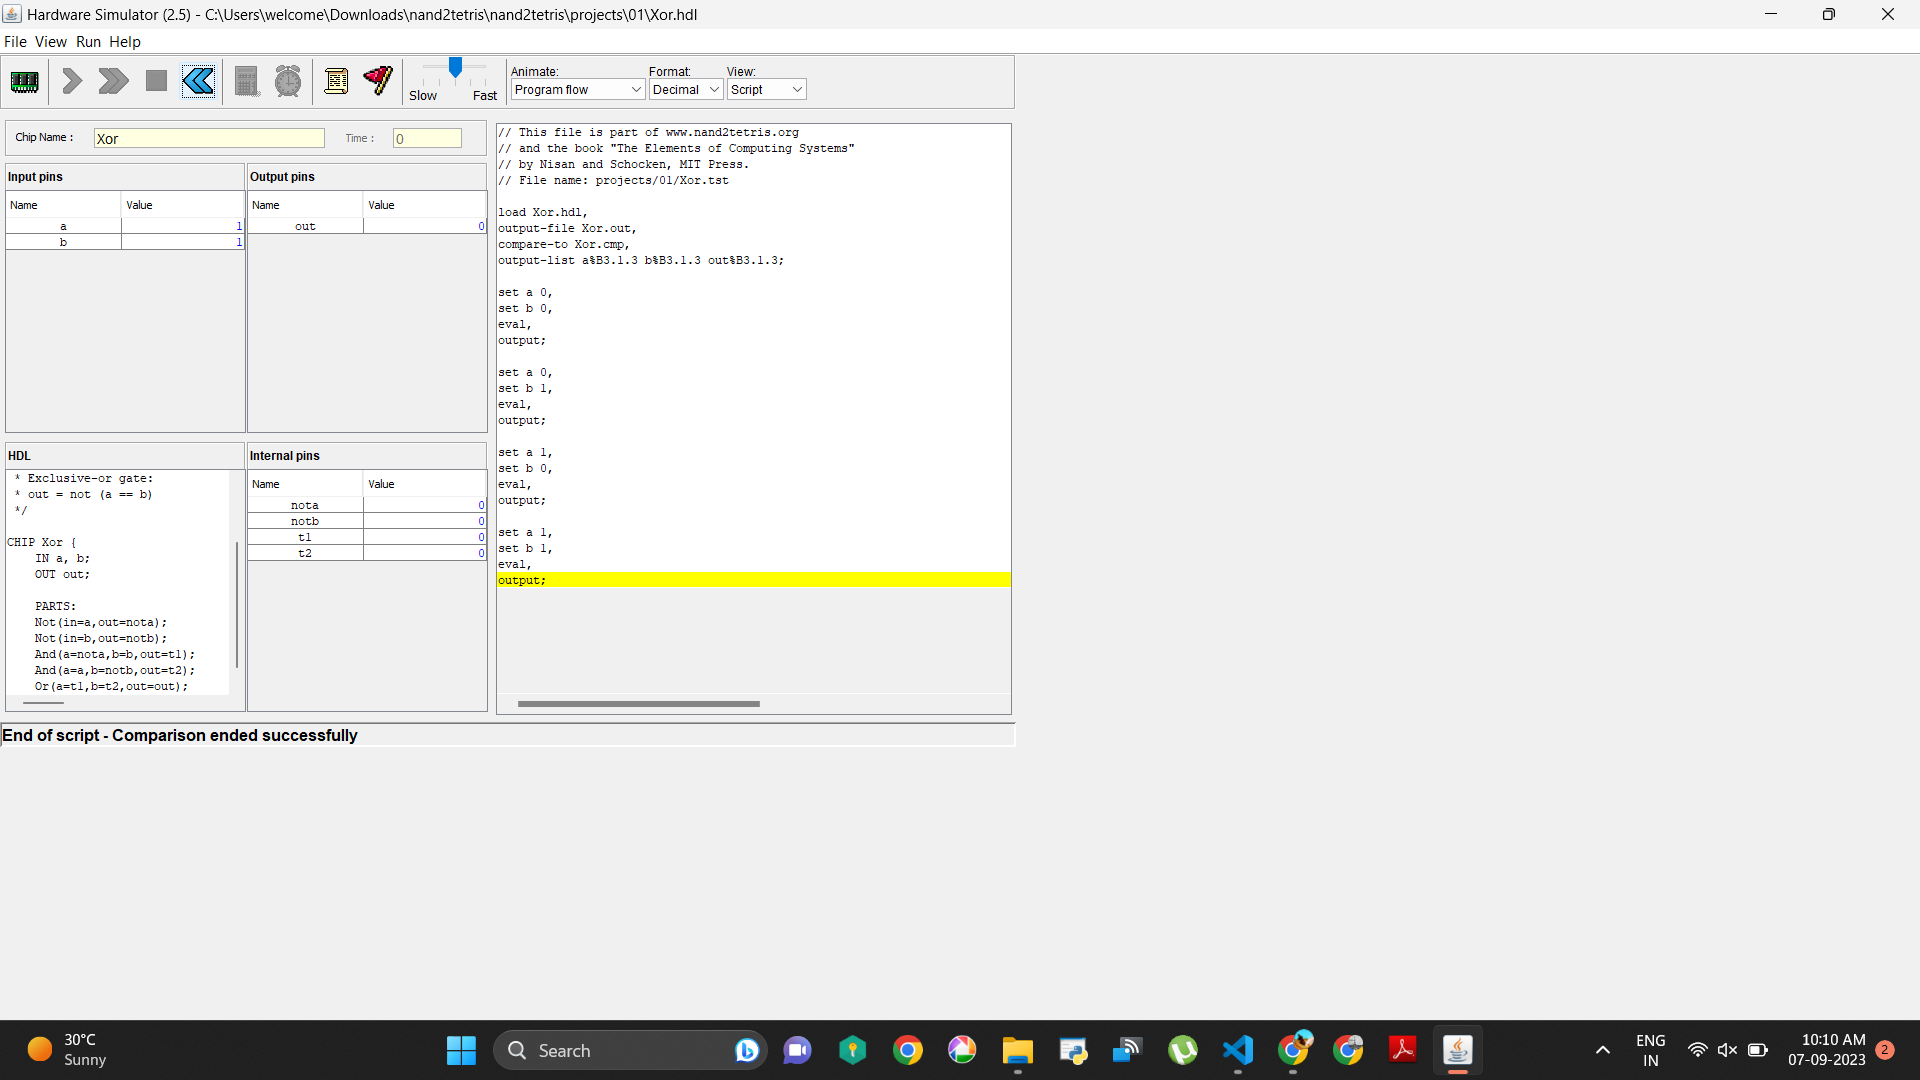 Hardware Simulator (2.5) - C:\Users\welcome\Downloads\nand2tetris\nand2tetris\projects\01\Xor.hdl
File View Run Help
Slow Fast
Animate:
Program flow
Format:
Decimal
View:
Script
Chip Name : Xor Time : 0
Input pins
Name Value
a 1
b 1
Output pins
Name Value
out 0
HDL
* Exclusive-or gate:
* out = not (a == b)
*/
CHIP Xor {
IN a, b;
OUT out;
PARTS:
Not(in=a,out=nota);
Not(in=b,out=notb);
And(a=nota,b=b,out=t1);
And(a=a,b=notb,out=t2);
Or(a=t1,b=t2,out=out);
Internal pins
Name Value
nota 0
notb 0
t1 0
t2 0
// This file is part of www.nand2tetris.org
// and the book "The Elements of Computing Systems"
// by Nisan and Schocken, MIT Press.
// File name: projects/01/Xor.tst
load Xor.hdl,
output-file Xor.out,
compare-to Xor.cmp,
output-list a%B3.1.3 b%B3.1.3 out%B3.1.3;
set a 0,
set b 0,
eval,
output;
set a 0,
set b 1,
eval,
output;
set a 1,
set b 0,
eval,
output;
set a 1,
set b 1,
eval,
output;
End of script - Comparison ended successfully
30°C
Sunny
Search
ENG
IN
10:10 AM
07-09-2023
2